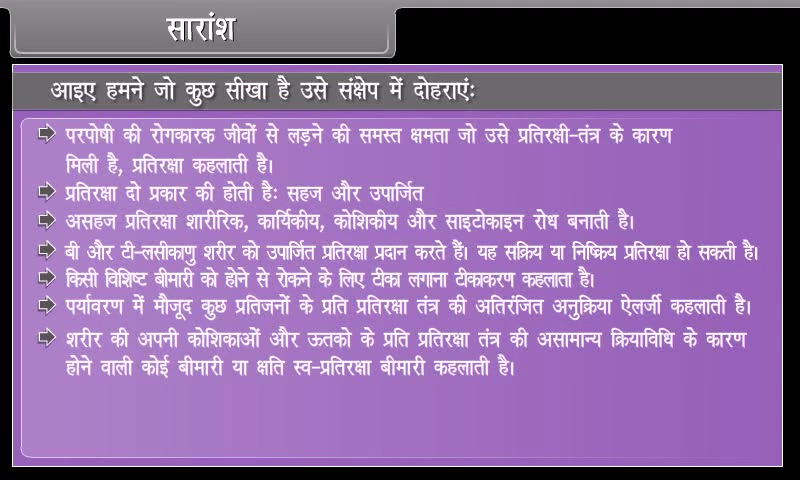 सारांश
आइए हमने जो कुछ सीखा है उसे संक्षेप में दोहराएंः
परपोषी की रोगकारक जीवों से लड़ने की समस्त क्षमता जो उसे प्रतिरक्षी-तंत्र के कारण
मिली है, प्रतिरक्षा कहलाती है।
प्रतिरक्षा दो प्रकार की होती हैः सहज और उपार्जित
असहज प्रतिरक्षा शारीरिक, कार्यिकीय, कोशिकीय और साइटोकाइन रोध बनाती है।
बी और टी-लसीकाणु शरीर को उपार्जित प्रतिरक्षा प्रदान करते हैं। यह सक्रिय या निष्क्रिय प्रतिरक्षा हो सकती है।
किसी विशिष्ट बीमारी को होने से रोकने के लिए टीका लगाना टीकाकरण कहलाता है।
पर्यावरण में मौजूद कुछ प्रतिजनों के प्रति प्रतिरक्षा तंत्र की अतिरंजित अनुक्रिया ऐलर्जी कहलाती है।
शरीर की अपनी कोशिकाओं और ऊतको के प्रति प्रतिरक्षा तंत्र की असामान्य क्रियाविधि के कारण
होने वाली कोई बीमारी या क्षति स्व-प्रतिरक्षा बीमारी कहलाती है।